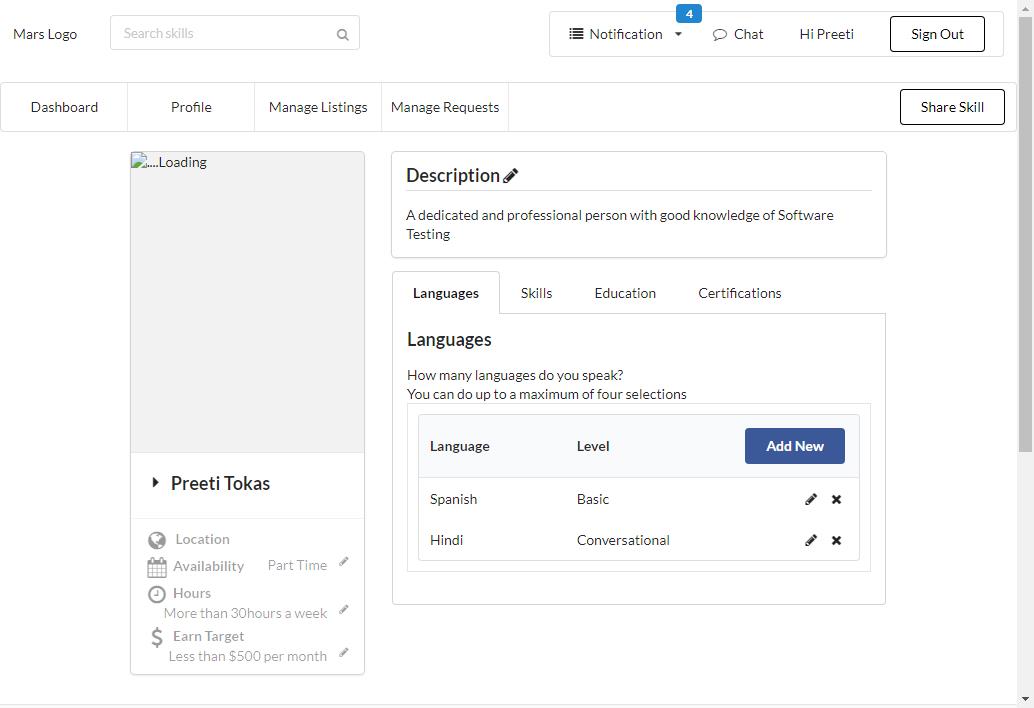 Mars Logo
Search skills
Notification
4
Chat
Hi Preeti
Sign Out
Dashboard
Profile
Manage Listings
Manage Requests
Share Skill
....Loading
Preeti Tokas
Location
Availability Part Time
Hours
More than 30hours a week
Earn Target
Less than $500 per month
Description
A dedicated and professional person with good knowledge of Software
Testing
Languages
Skills
Education
Certifications
Languages
How many languages do you speak?
You can do up to a maximum of four selections
Language Level Add New
Spanish Basic
Hindi Conversational